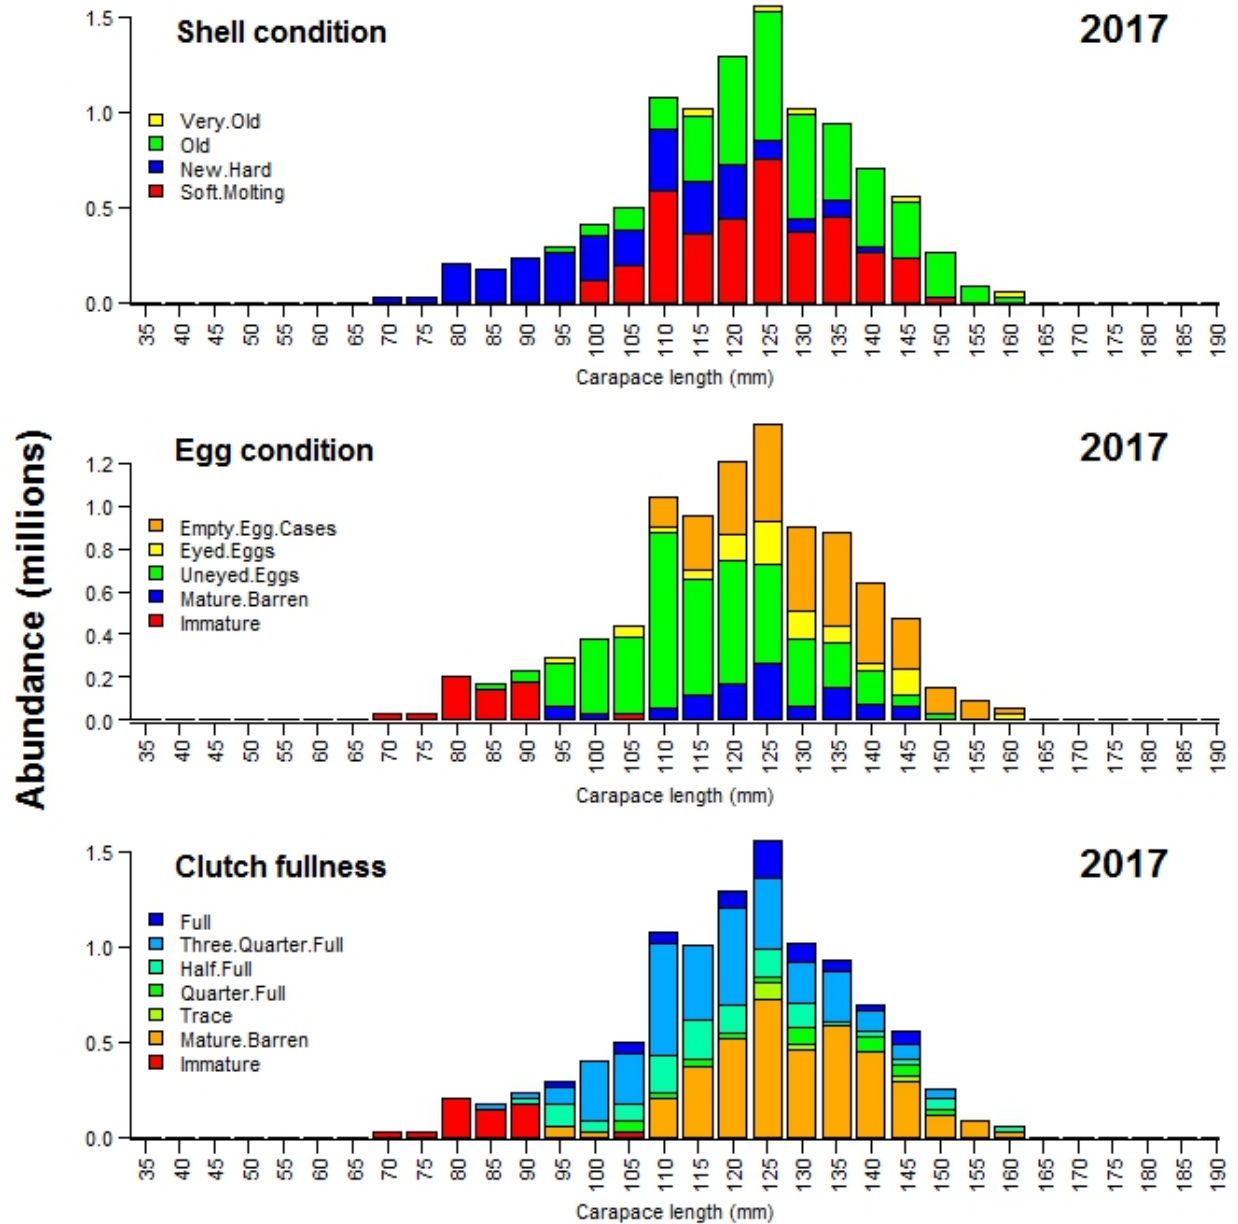 Shell condition
2017
1.5
1.0
0.5
0.0
Very.Old
Old
New.Hard
Soft.Molting
35 40 45 50 55 60 65 70 75 80 85 90 95 100 105 110 115 120 125 130 135 140 145 150 155 160 165 170 175 180 185 190
Carapace length (mm)
Abundance (millions)
Egg condition
2017
1.2
1.0
0.8
0.6
0.4
0.2
0.0
Empty.Egg.Cases
Eyed.Eggs
Uneyed.Eggs
Mature.Barren
Immature
35 40 45 50 55 60 65 70 75 80 85 90 95 100 105 110 115 120 125 130 135 140 145 150 155 160 165 170 175 180 185 190
Carapace length (mm)
Clutch fullness
2017
1.5
1.0
0.5
0.0
Full
Three.Quarter.Full
Half.Full
Quarter.Full
Trace
Mature.Barren
Immature
35 40 45 50 55 60 65 70 75 80 85 90 95 100 105 110 115 120 125 130 135 140 145 150 155 160 165 170 175 180 185 190
Carapace length (mm)